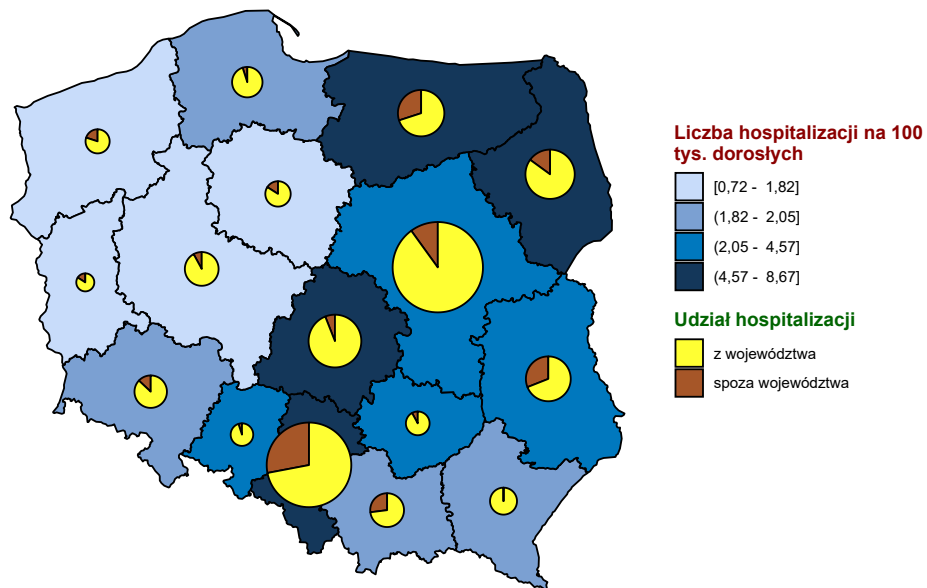 Liczba hospitalizacji na 100
tys. dorosłych
[0,72 - 1,82]
(1,82 - 2,05]
(2,05 - 4,57]
(4,57 - 8,67]
Udział hospitalizacji
z województwa
spoza województwa